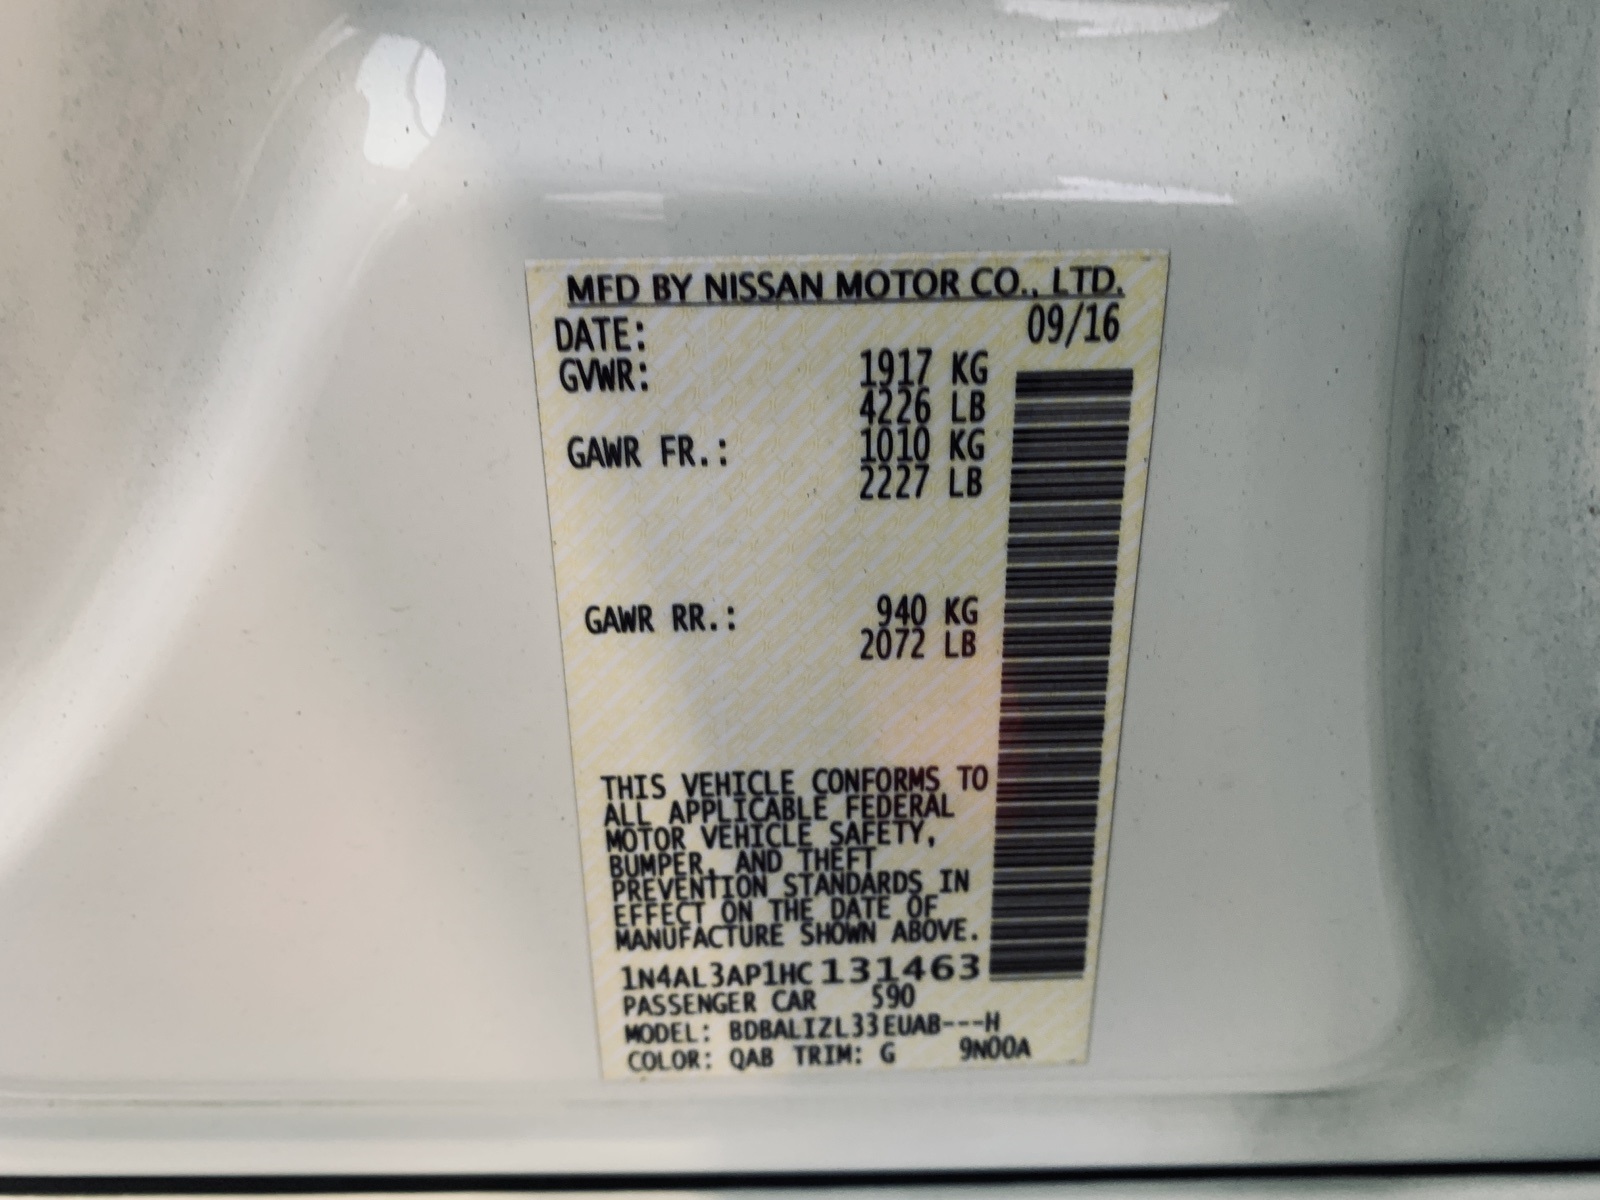 MFD BY NISSAN MOTOR CO., LTD.
DATE: 09/16
GVWR: 1917 KG
4226 LB
GAWR FR.: 1010 KG
2227 LB
GAWR RR.: 940 KG
2072 LB
THIS VEHICLE CONFORMS TO
ALL APPLICABLE FEDERAL
MOTOR VEHICLE SAFETY,
BUMPER, AND THEFT
PREVENTION STANDARDS IN
EFFECT ON THE DATE OF
MANUFACTURE SHOWN ABOVE.
1N4AL3AP1HC131463
PASSENGER CAR 590
MODEL: BDBALIZL33EUAB---H
COLOR: QAB TRIM: G 9N00A